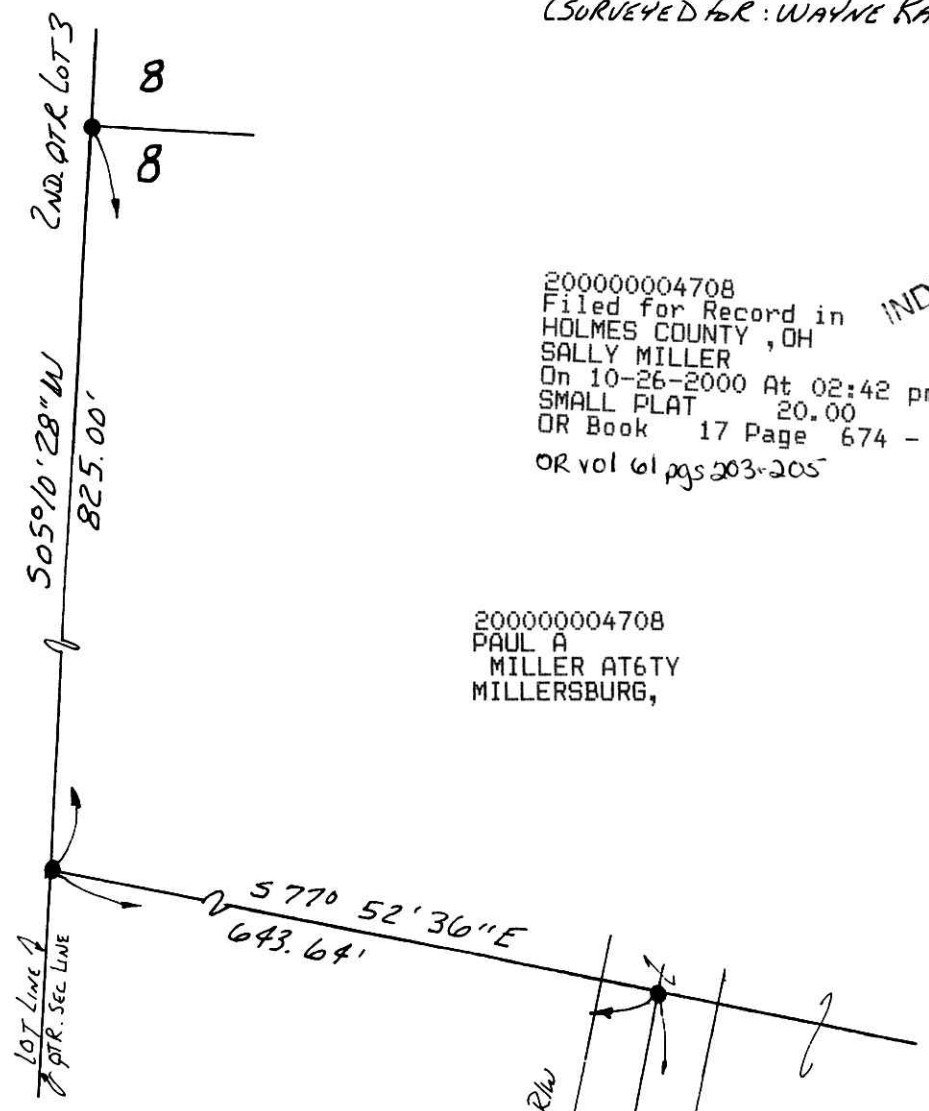 (SURVEYED FOR: WAYNE
2ND QTR LOT 3
8
8
200000004708
Filed for Record in
HOLMES COUNTY , OH
SALLY MILLER
On 10-26-2000 At 02:42 pm
SMALL PLAT 20.00
OR Book 17 Page 674 -
OR vol 61 pgs 203-205
IND
S05°10'28"W
825.00'
200000004708
PAUL A
MILLER AT6TY
MILLERSBURG,
S 77° 52'36"E
643.64'
LOT LINE
QTR. SEC LINE
R/W